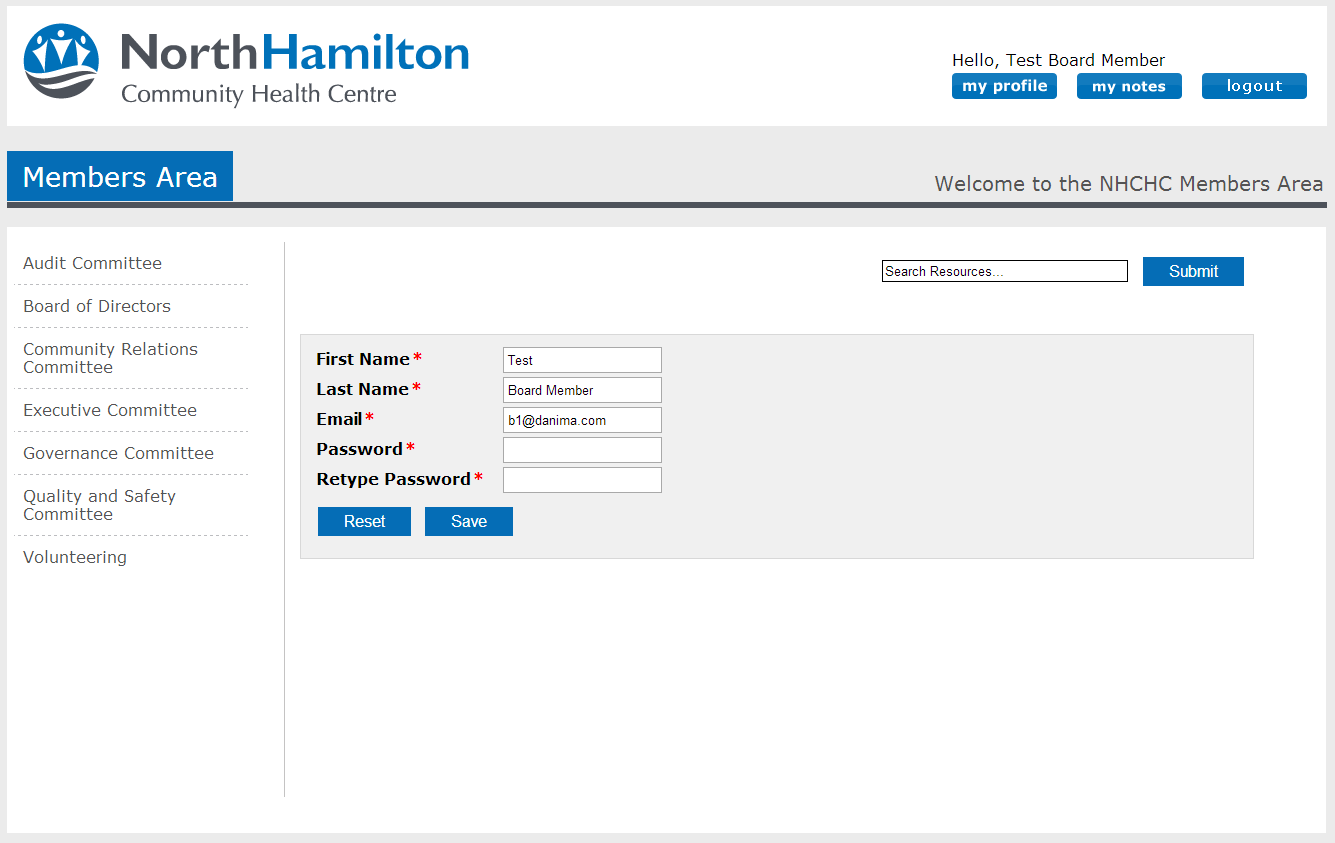 NorthHamilton
Community Health Centre
Hello, Test Board Member
my profile my notes logout
Members Area
Welcome to the NHCHC Members Area
Audit Committee
Board of Directors
Community Relations
Committee
Executive Committee
Governance Committee
Quality and Safety
Committee
Volunteering
Search Resources... Submit
First Name* Test
Last Name* Board Member
Email* b1@danima.com
Password*
Retype Password*
Reset Save